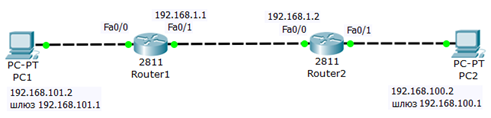 192.168.1.1
192.168.1.2
Fa0/0
Fa0/1
Fa0/0
Fa0/1
PC-PT
PC1
2811
Router1
2811
Router2
PC-PT
PC2
192.168.101.2
шлюз 192.168.101.1
192.168.100.2
шлюз 192.168.100.1